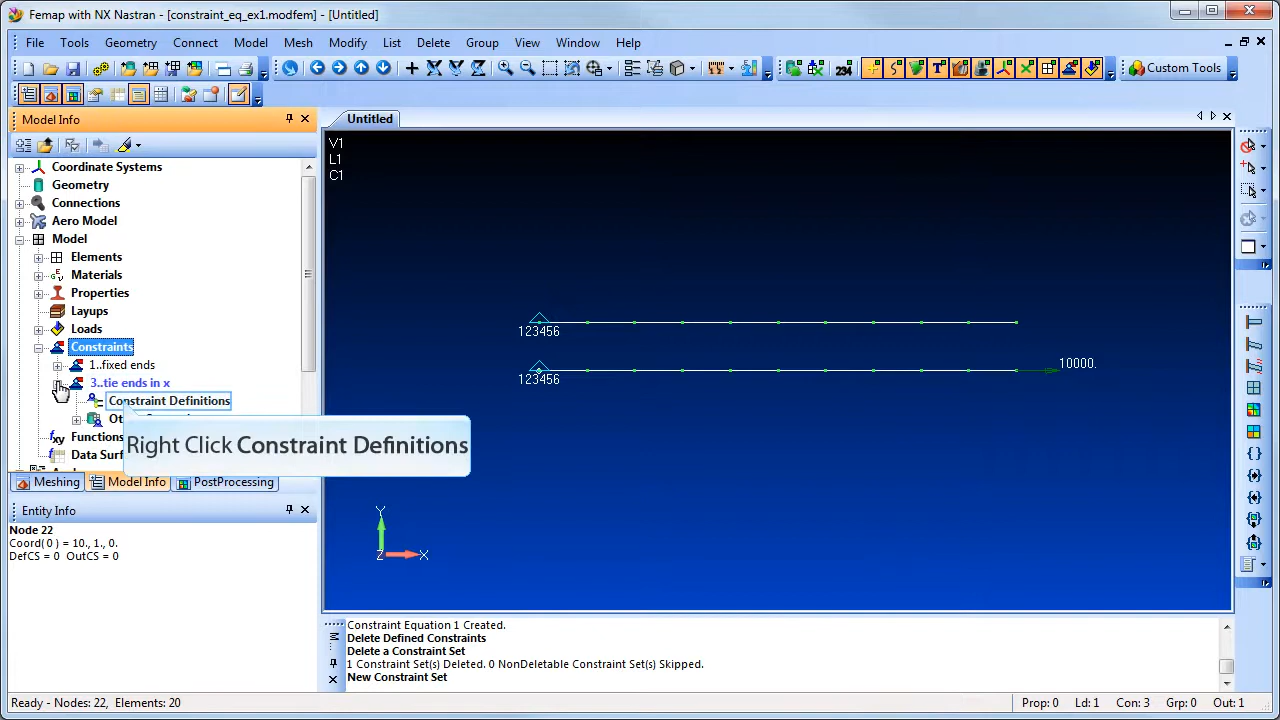 Femap with NX Nastran - [constraint_eq_ex1.modfem] - [Untitled]
File Tools Geometry Connect Model Mesh Modify List Delete Group View Window Help
234 Custom Tools
Model Info
Untitled
Coordinate Systems
Geometry
Connections
Aero Model
Model
Elements
Materials
Properties
Layups
Loads
Constraints
1..fixed ends
3..tie ends in x
Constraint Definitions
Functions
Right Click Constraint Definitions
Meshing Model Info PostProcessing
Entity Info
Node 22
Coord( 0 ) = 10., 1., 0.
DefCS = 0 OutCS = 0
V1
L1
C1
123456
10000.
123456
Y
Z X
Constraint Equation 1 Created.
Delete Defined Constraints
Delete a Constraint Set
1 Constraint Set(s) Deleted. 0 NonDeletable Constraint Set(s) Skipped.
New Constraint Set
Ready - Nodes: 22, Elements: 20
Prop: 0 Ld: 1 Con: 3 Grp: 0 Out: 1